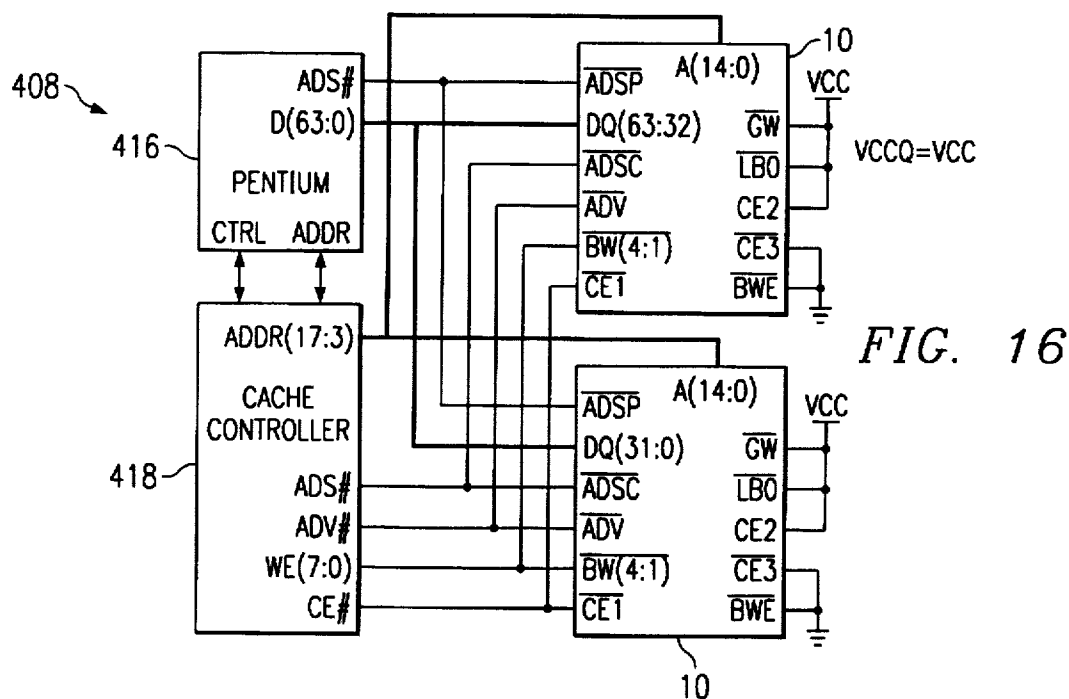 408
416
ADS#
D(63:0)
PENTIUM
CTRL ADDR
418
ADDR(17:3)
CACHE
CONTROLLER
ADS#
ADV#
WE(7:0)
CE#
10
A(14:0)
ADSP
DQ(63:32)
ADSC
ADV
BW(4:1)
CE1
VCC
GW
LBO
CE2
CE3
BWE
VCCQ=VCC
FIG. 16
A(14:0)
ADSP
DQ(31:0)
ADSC
ADV
BW(4:1)
CE1
VCC
GW
LBO
CE2
CE3
BWE
10